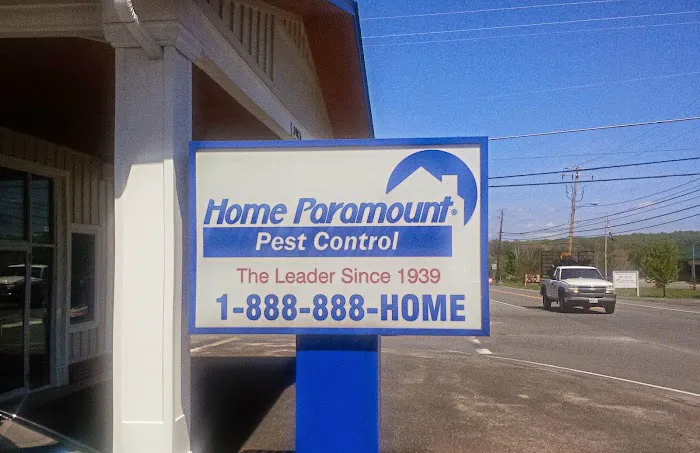 Home Paramount®
Pest Control
The Leader Since 1939
1-888-888-HOME